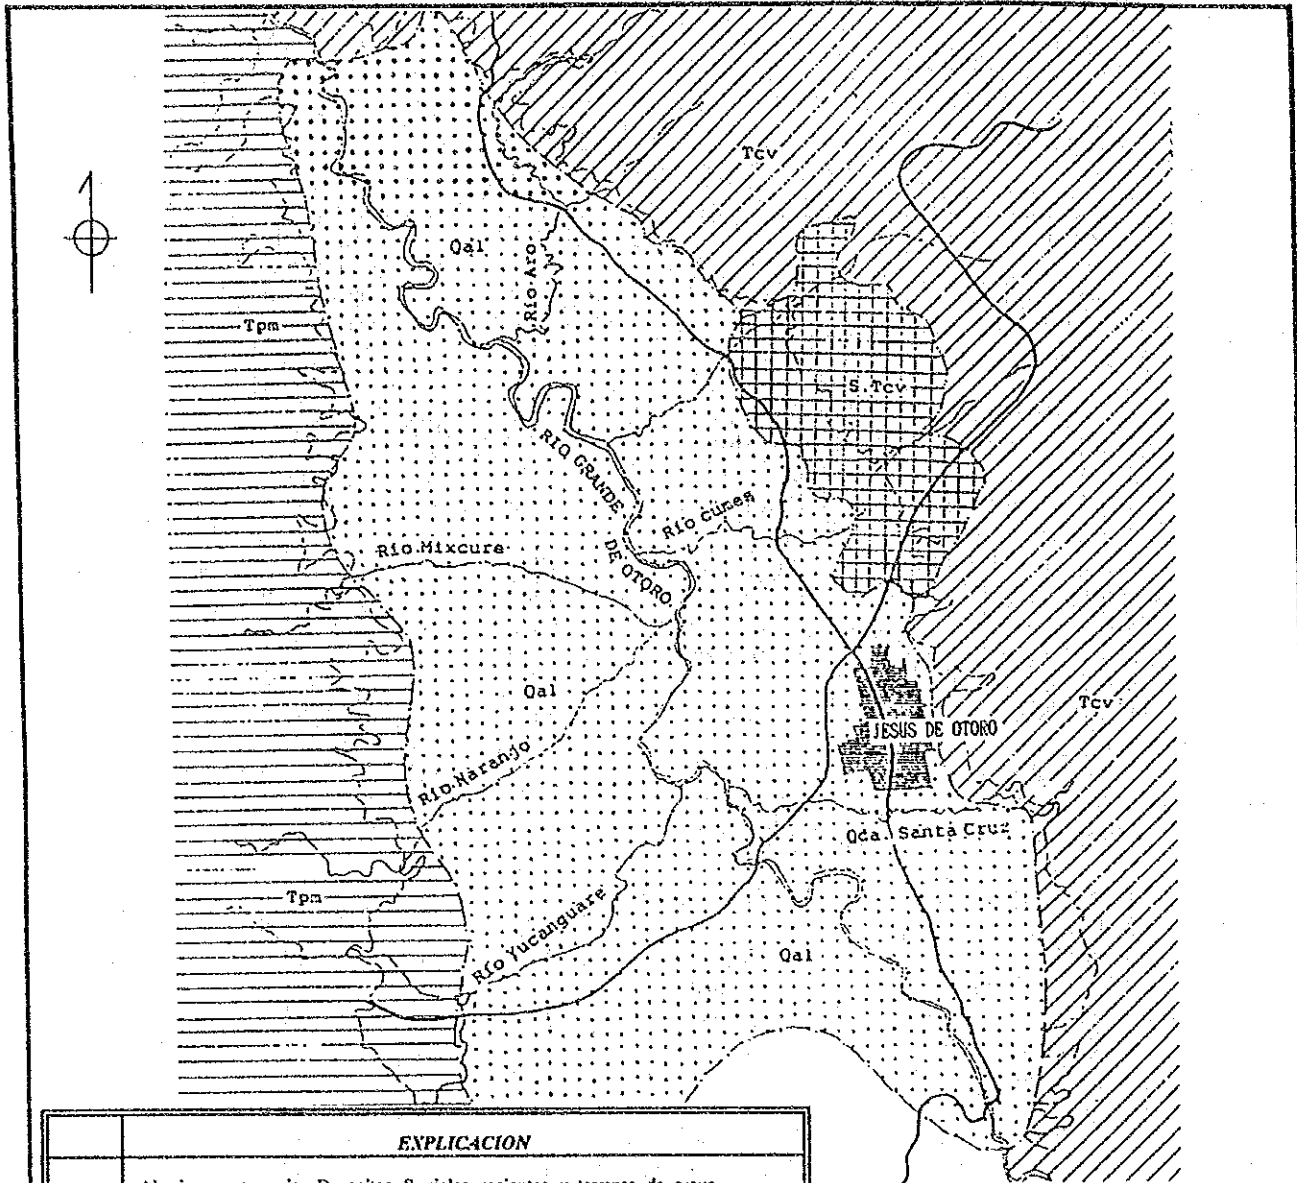 Tcv
Qal
Río Aro
Tpm
S Tcv
RIO GRANDE
DE OTORO
Río Cumes
Río Mixcure
Qal
Tcv
JESUS DE OTORO
Río Naranjo
Qda. Santa Cruz
Tpm
Río Yucanguare
Qal
EXPLICACION